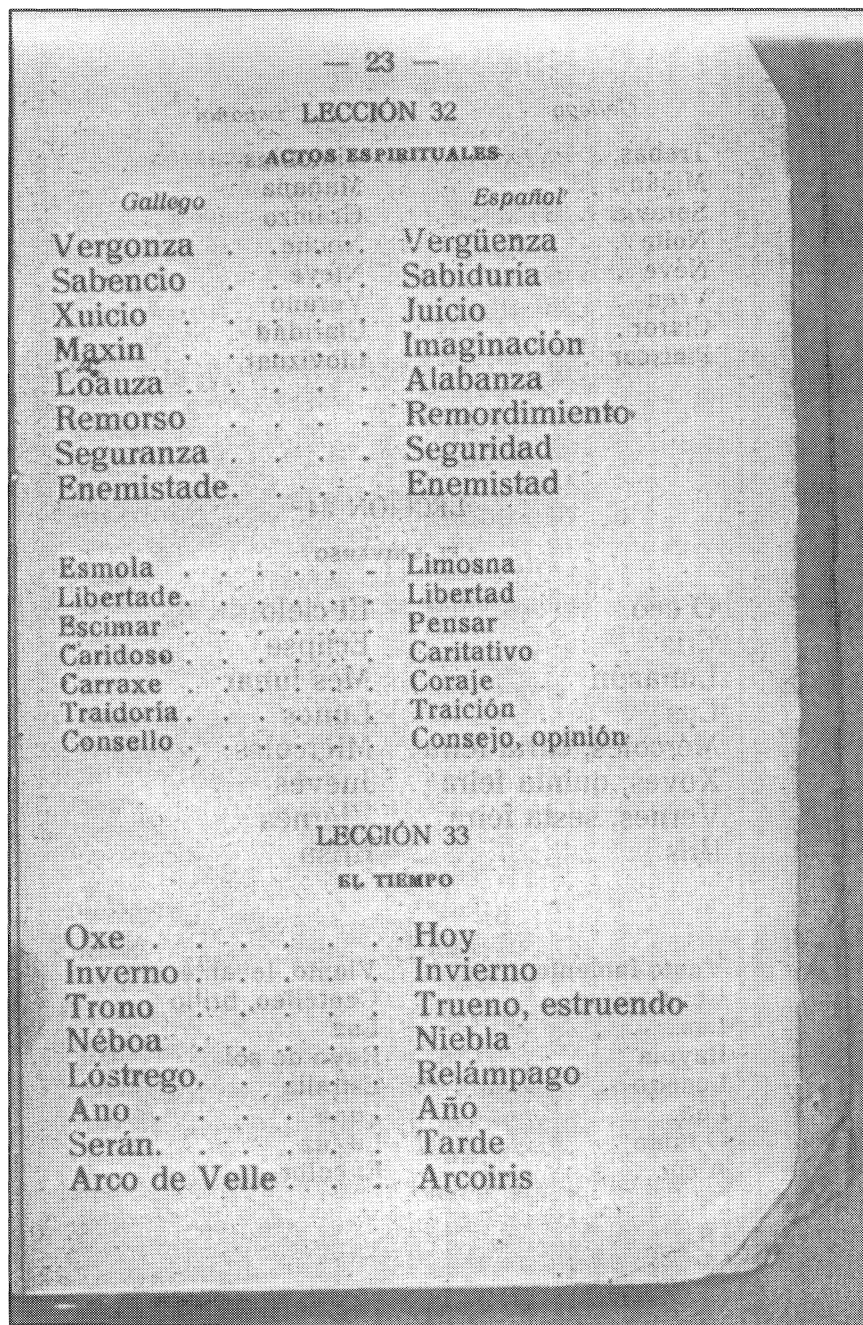 — 23 —
LECCIÓN 32
ACTOS ESPIRITUALES
Gallego Español
Vergonza . . . . . Vergüenza
Sabencio . . . . Sabiduría
Xuicio . . . . . Juicio
Maxin . . . . . Imaginación
Loauza . . . . . Alabanza
Remorso . . . . Remordimiento
Seguranza . . . . Seguridad
Enemistade. . . . Enemistad
Esmola . . . . . . Limosna
Libertade. . . . . . Libertad
Escimar . . . . . . Pensar
Caridoso . . . . . . Caritativo
Carraxe . . . . . . Coraje
Traidoría . . . . . . Traición
Consello . . . . . . Consejo, opinión
LECCIÓN 33
EL TIEMPO
Oxe . . . . . . Hoy
Inverno . . . . . Invierno
Trono . . . . . Trueno, estruendo
Néboa . . . . . Niebla
Lóstrego. . . . . Relámpago
Ano . . . . . . Año
Serán. . . . . . Tarde
Arco de Velle . . . Arcoiris